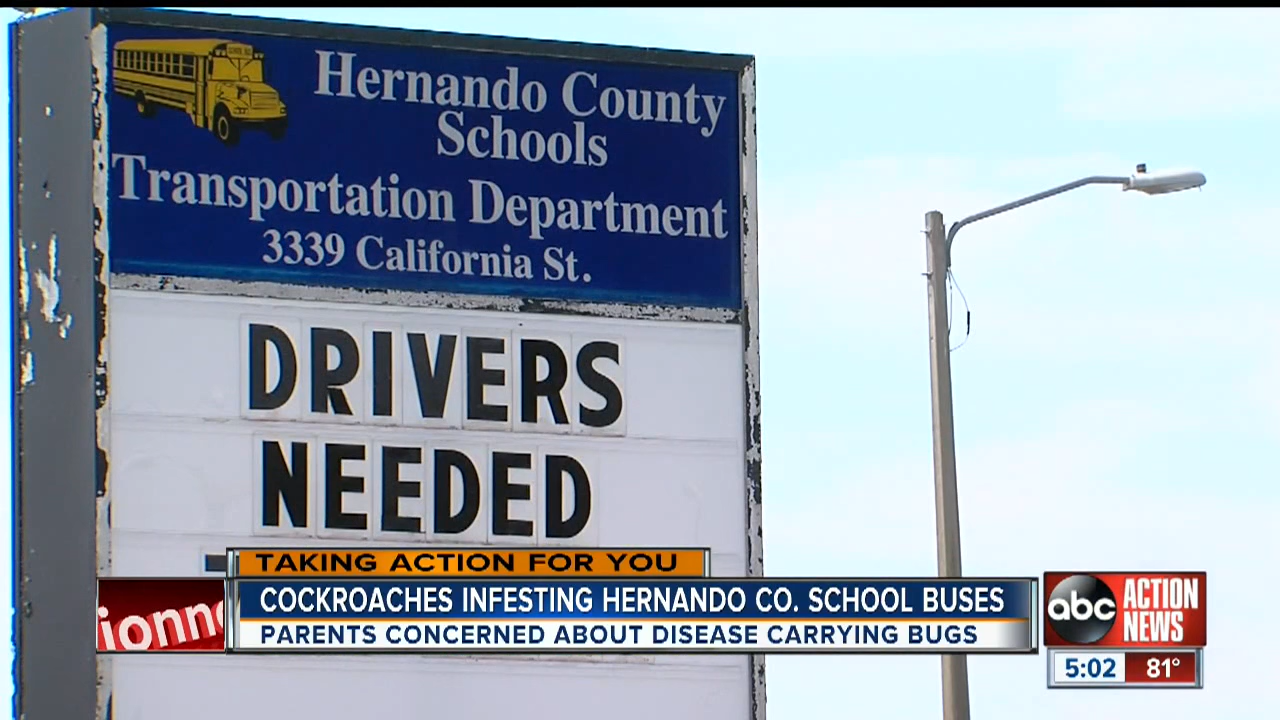 Hernando County
Schools
Transportation Department
3339 California St.
DRIVERS
NEEDED
TAKING ACTION FOR YOU
COCKROACHES INFESTING HERNANDO CO. SCHOOL BUSES
PARENTS CONCERNED ABOUT DISEASE CARRYING BUGS
ionne
abc
ACTION
NEWS
5:02 81°